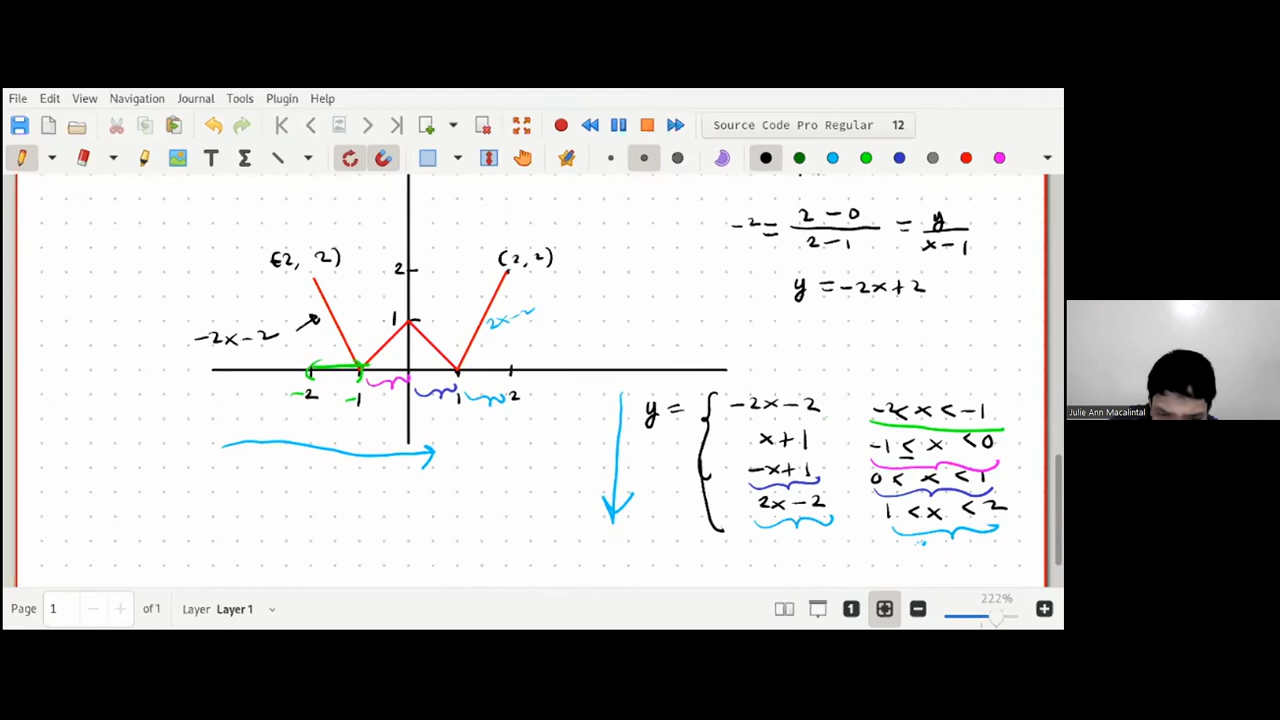 File Edit View Navigation Journal Tools Plugin Help
Source Code Pro Regular 12
-2 = 2-0/2-1 = y/x-1
y = -2x+2
(-2, 2)
(2,2)
2
1
2x-2
-2x-2
-2 -1 1 2
y = { -2x-2 -2<x<-1
x+1 -1≤x<0
-x+1 0<x<1
2x-2 1<x<2
Julie Ann Macalintal
Page 1 of 1 Layer Layer 1
222%